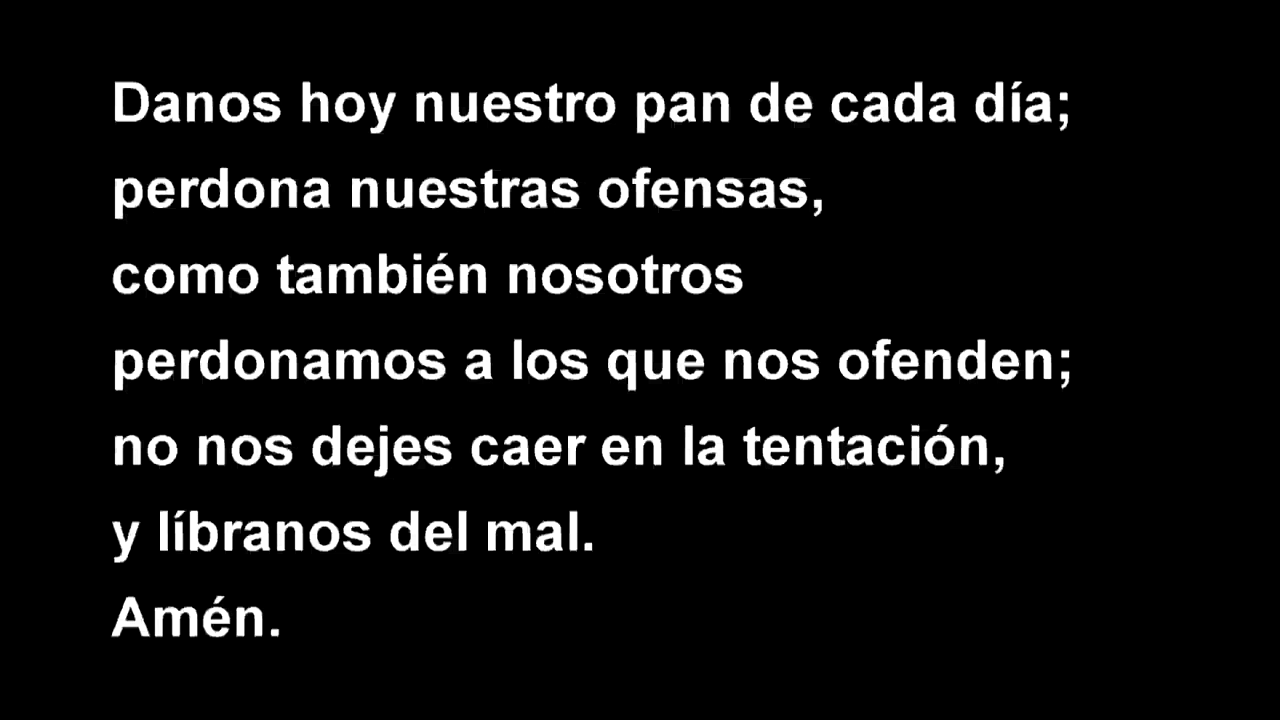 Danos hoy nuestro pan de cada día;
perdona nuestras ofensas,
como también nosotros
perdonamos a los que nos ofenden;
no nos dejes caer en la tentación,
y líbranos del mal.
Amén.